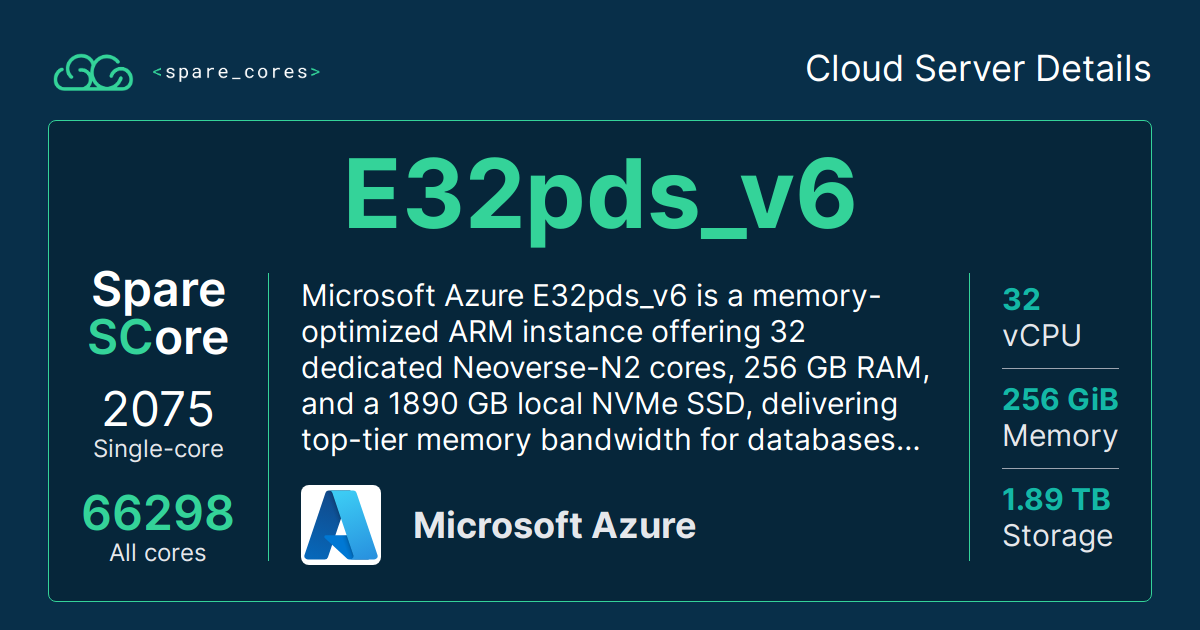 <spare_cores>
Cloud Server Details
E32pds_v6
Spare
SCore
2075
Single-core
66298
All cores
Microsoft Azure E32pds_v6 is a memory-
optimized ARM instance offering 32
dedicated Neoverse-N2 cores, 256 GB RAM,
and a 1890 GB local NVMe SSD, delivering
top-tier memory bandwidth for databases...
Microsoft Azure
32
vCPU
256 GiB
Memory
1.89 TB
Storage